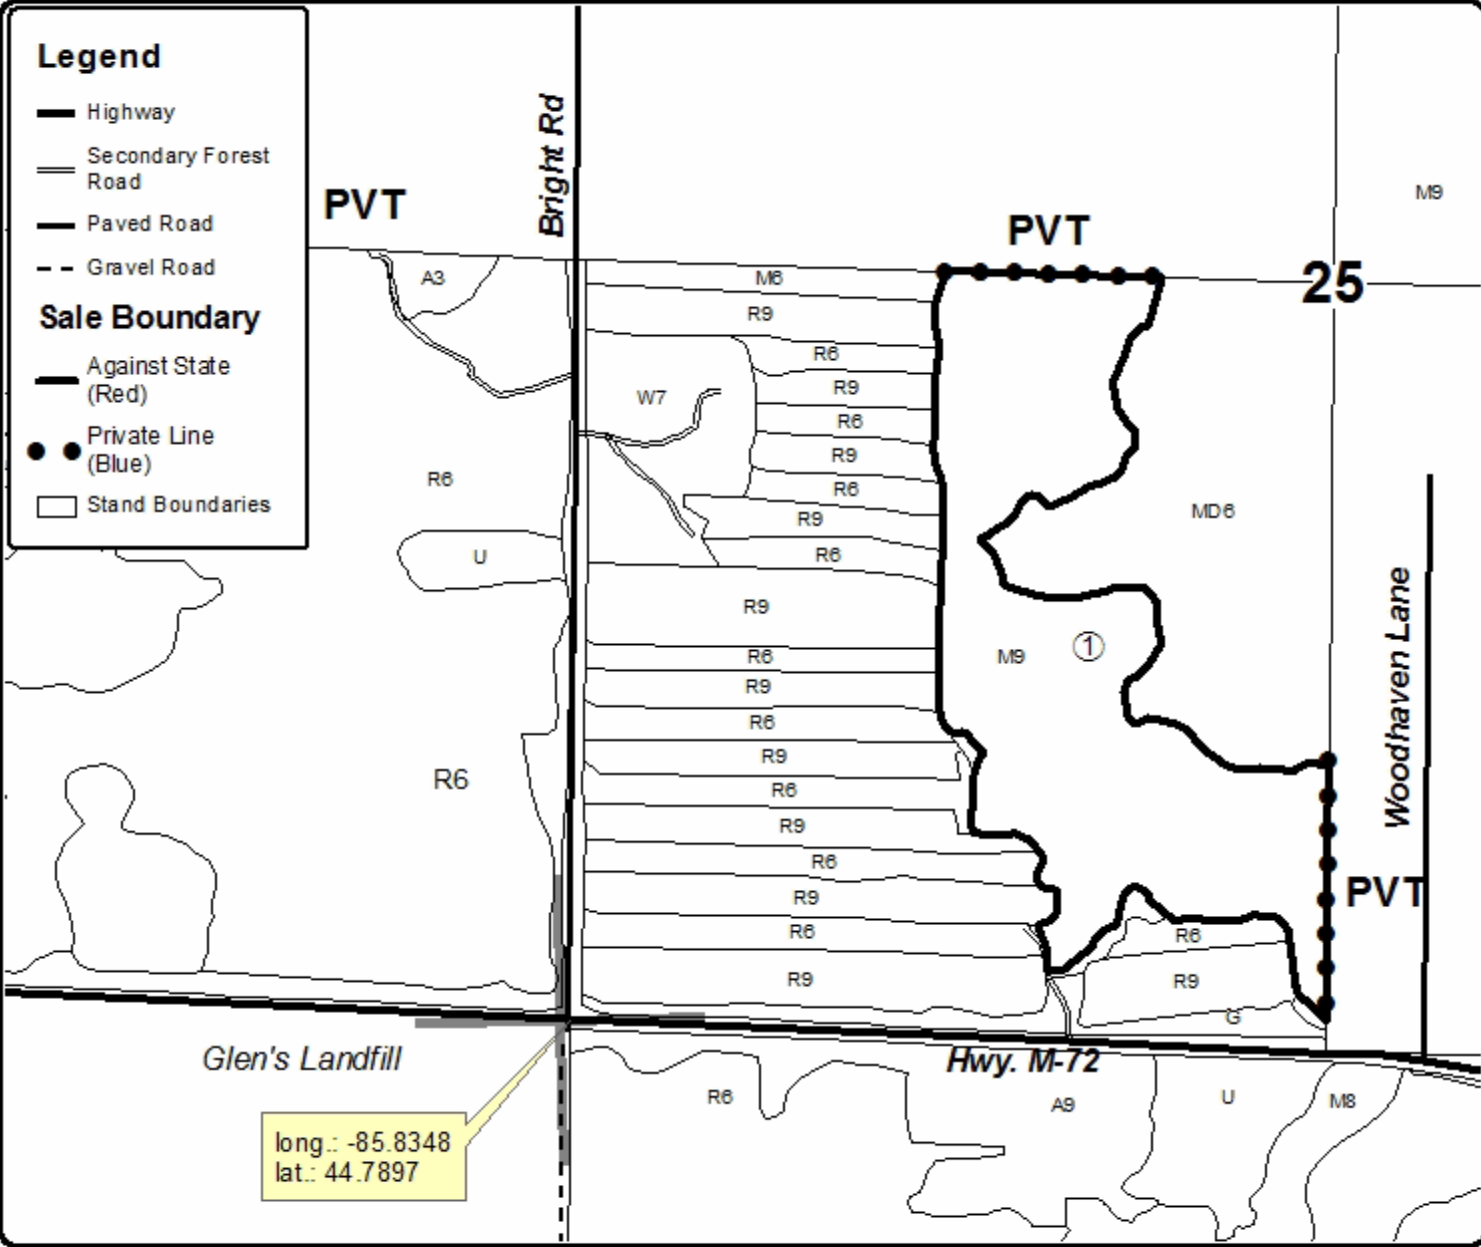 Legend
Highway
Secondary Forest
Road
Paved Road
Gravel Road
Sale Boundary
Against State
(Red)
Private Line
(Blue)
Stand Boundaries
PVT
Bright Rd
PVT
25
M9
A3
M6
R9
R6
W7
R9
R6
R9
R6
R9
R6
R6
U
R9
R6
R9
R6
R9
R6
R9
R6
R9
R6
R9
R6
R9
MD6
M9
1
Woodhaven Lane
PVT
R6
R9
G
Glen's Landfill
Hwy. M-72
long.: -85.8348
lat.: 44.7897
R6
A9
U
M8